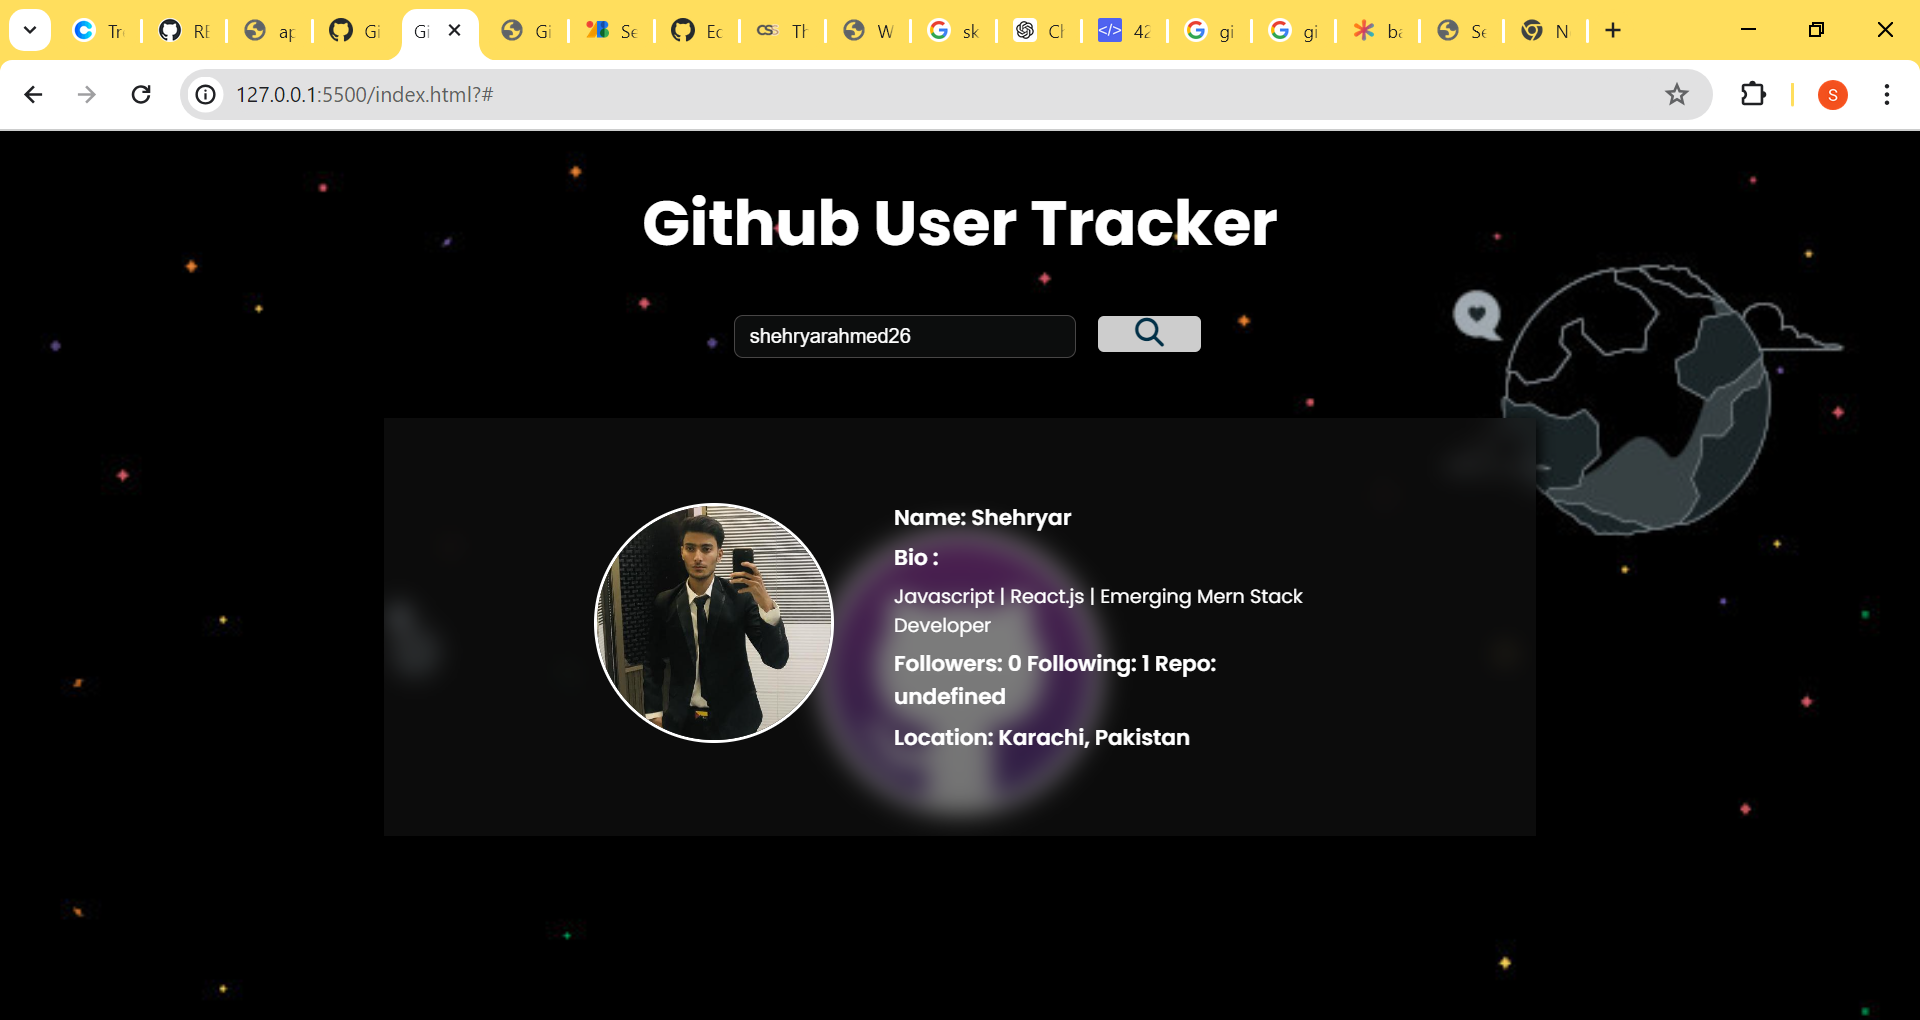 Tr
RE
ap
Gi
Gi
Gi
Se
Ec
Th
W
sk
Ch
42
gi
gi
ba
Se
N
127.0.0.1:5500/index.html?#
S
Github User Tracker
shehryarahmed26
Name: Shehryar
Bio :
Javascript | React.js | Emerging Mern Stack
Developer
Followers: 0 Following: 1 Repo:
undefined
Location: Karachi, Pakistan